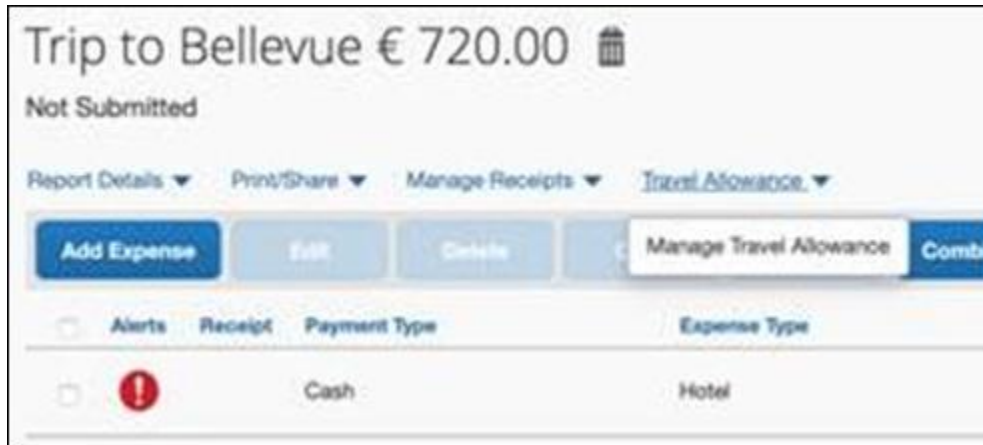 Trip to Bellevue € 720.00
Not Submitted
Report Details Print/Share Manage Receipts Travel Allowance
Add Expense Edit Delete Manage Travel Allowance
Alerts Receipt Payment Type Expense Type
Cash Hotel